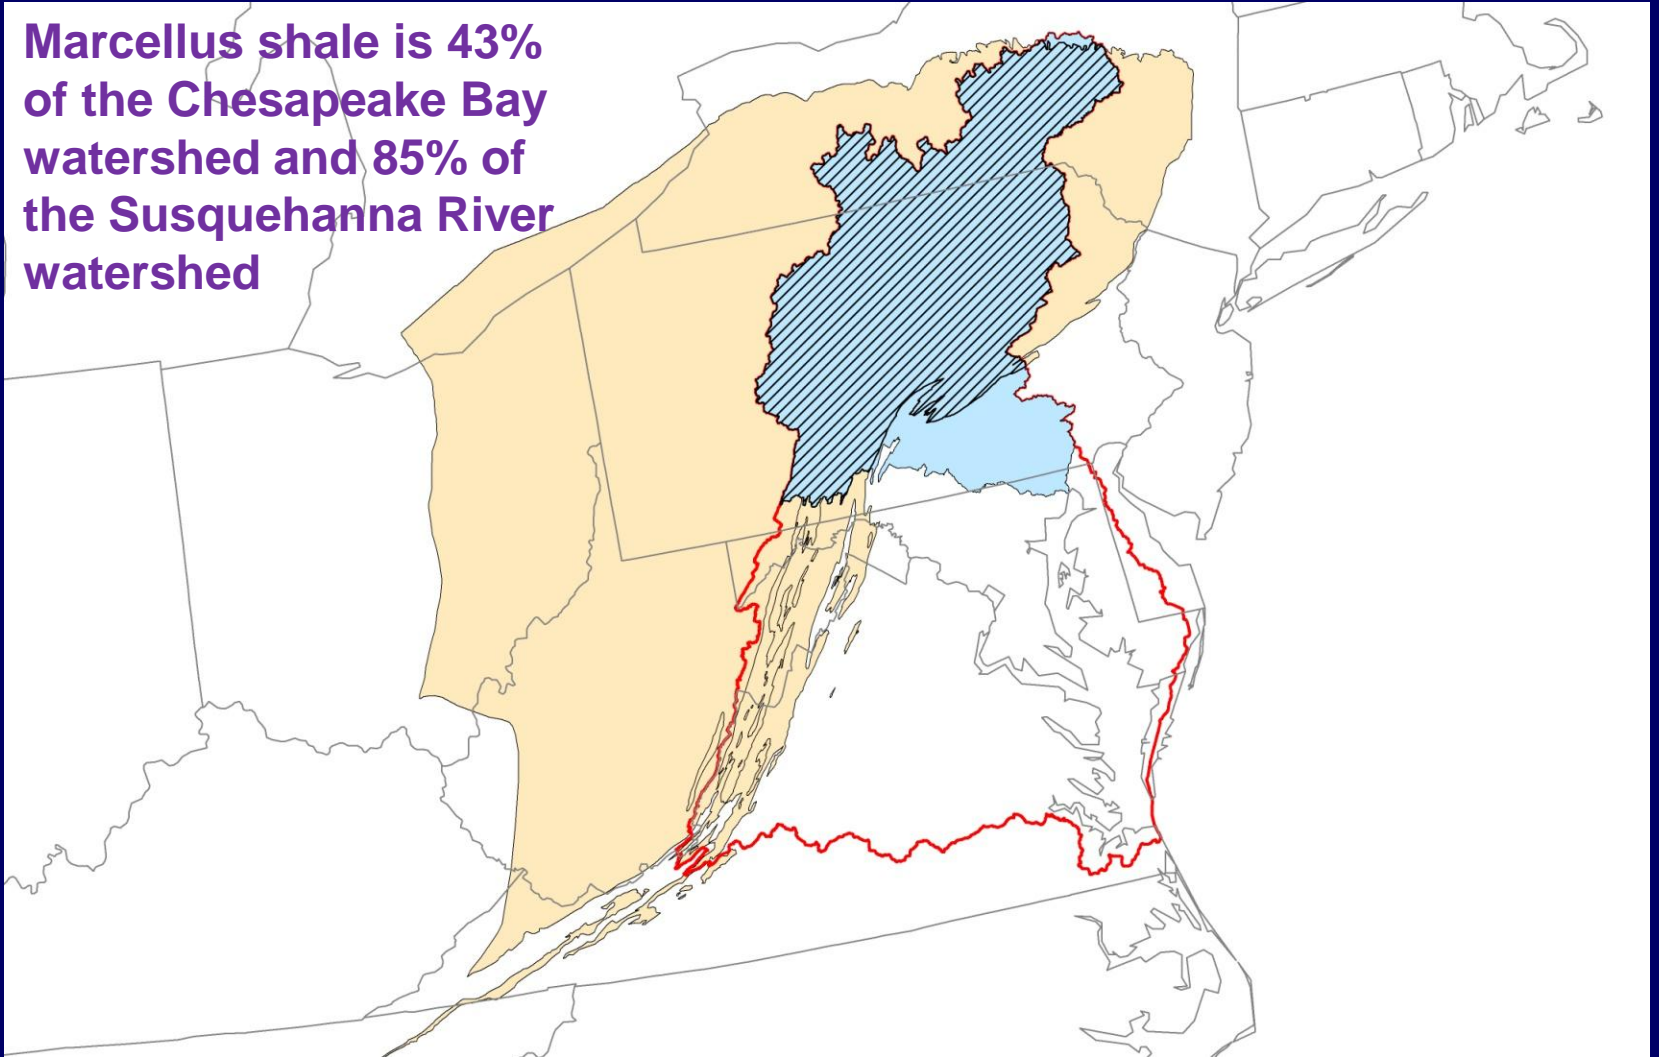 Marcellus shale is 43%
of the Chesapeake Bay
watershed and 85% of
the Susquehanna River
watershed